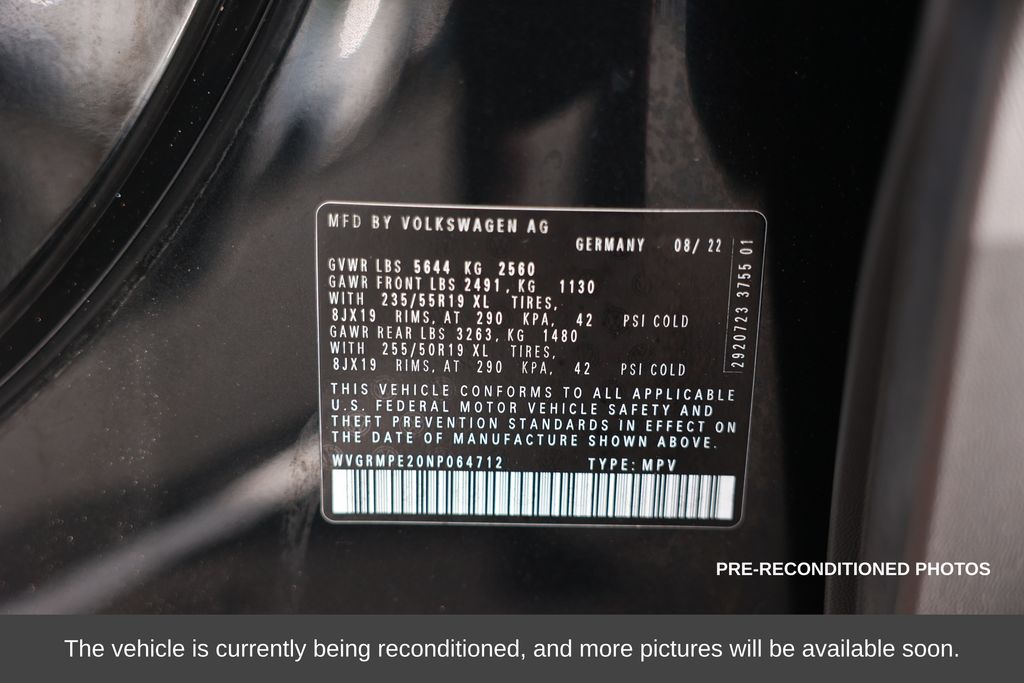 MFD BY VOLKSWAGEN AG
GERMANY 08/ 22
GVWR LBS 5644 KG 2560
GAWR FRONT LBS 2491, KG 1130
WITH 235/55R19 XL TIRES,
8JX19 RIMS, AT 290 KPA, 42 PSI COLD
GAWR REAR LBS 3263, KG 1480
WITH 255/50R19 XL TIRES,
8JX19 RIMS, AT 290 KPA, 42 PSI COLD
2920723 3755 01
THIS VEHICLE CONFORMS TO ALL APPLICABLE
U.S. FEDERAL MOTOR VEHICLE SAFETY AND
THEFT PREVENTION STANDARDS IN EFFECT ON
THE DATE OF MANUFACTURE SHOWN ABOVE.
WVGRMPE20NP064712 TYPE: MPV
PRE-RECONDITIONED PHOTOS
The vehicle is currently being reconditioned, and more pictures will be available soon.